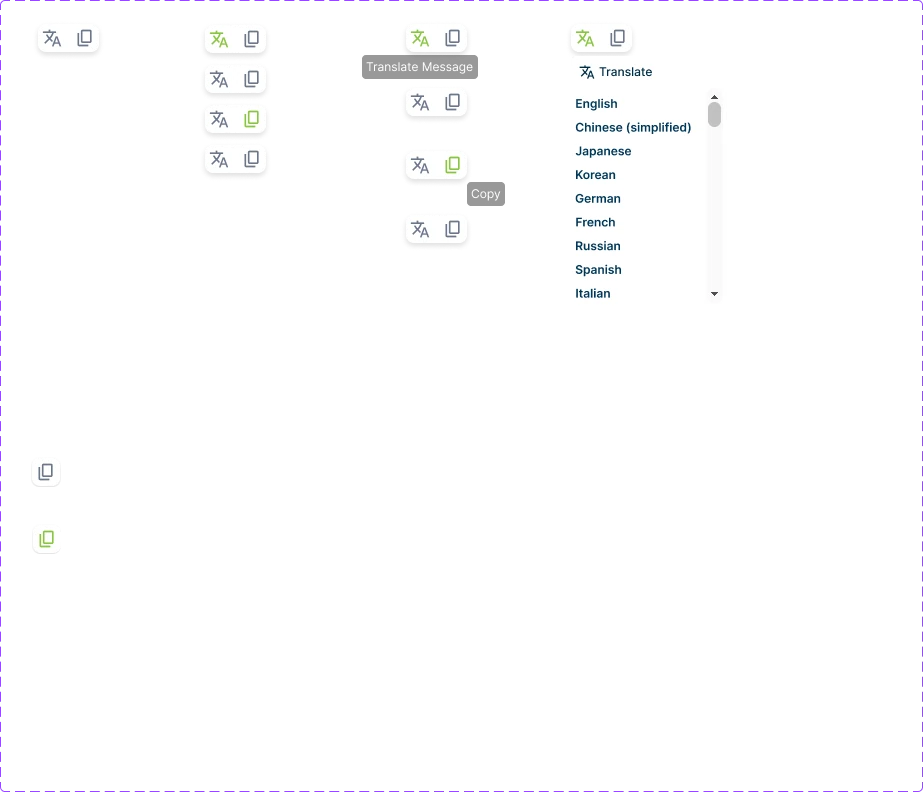 Translate Message
Copy
Translate
English
Chinese (simplified)
Japanese
Korean
German
French
Russian
Spanish
Italian